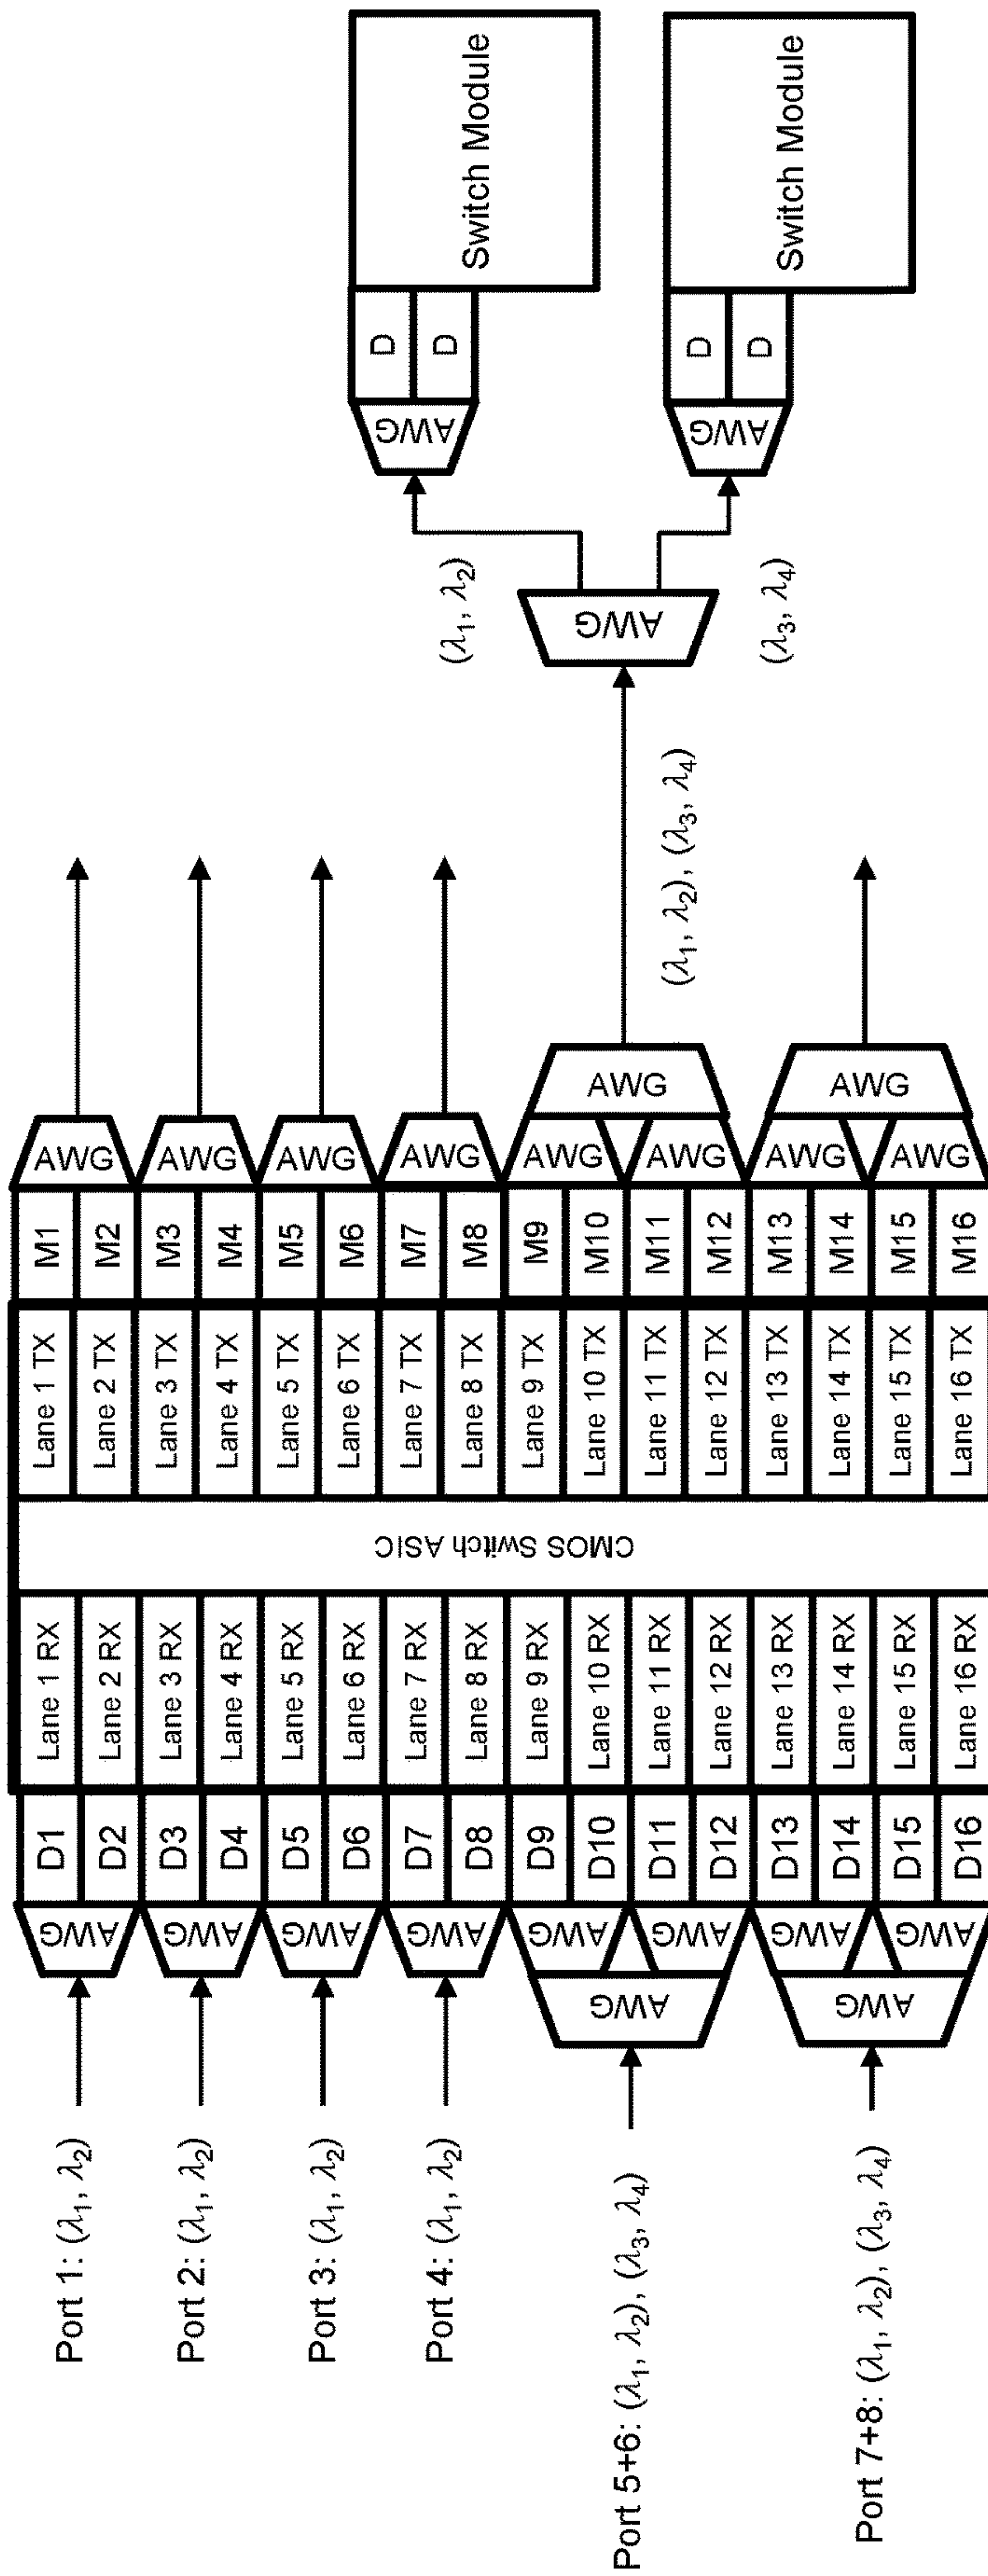 Port 1: (λ1, λ2)
Port 2: (λ1, λ2)
Port 3: (λ1, λ2)
Port 4: (λ1, λ2)
Port 5+6: (λ1, λ2), (λ3, λ4)
Port 7+8: (λ1, λ2), (λ3, λ4)
AWG
AWG
AWG
AWG
AWG
AWG
AWG
AWG
AWG
AWG
D1
D2
D3
D4
D5
D6
D7
D8
D9
D10
D11
D12
D13
D14
D15
D16
Lane 1 RX
Lane 2 RX
Lane 3 RX
Lane 4 RX
Lane 5 RX
Lane 6 RX
Lane 7 RX
Lane 8 RX
Lane 9 RX
Lane 10 RX
Lane 11 RX
Lane 12 RX
Lane 13 RX
Lane 14 RX
Lane 15 RX
Lane 16 RX
CMOS Switch ASIC
Lane 1 TX
Lane 2 TX
Lane 3 TX
Lane 4 TX
Lane 5 TX
Lane 6 TX
Lane 7 TX
Lane 8 TX
Lane 9 TX
Lane 10 TX
Lane 11 TX
Lane 12 TX
Lane 13 TX
Lane 14 TX
Lane 15 TX
Lane 16 TX
M1
M2
M3
M4
M5
M6
M7
M8
M9
M10
M11
M12
M13
M14
M15
M16
AWG
AWG
AWG
AWG
AWG
AWG
AWG
AWG
AWG
AWG
(λ1, λ2), (λ3, λ4)
AWG
(λ1, λ2)
(λ3, λ4)
AWG
D
D
Switch Module
AWG
D
D
Switch Module